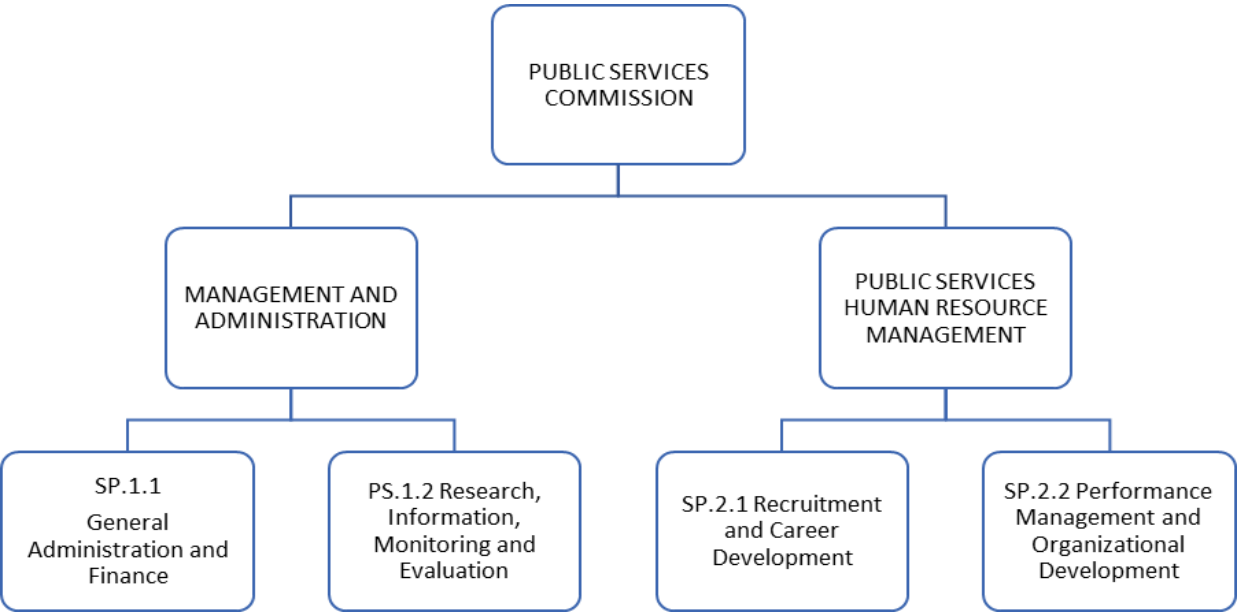 PUBLIC SERVICES
COMMISSION
MANAGEMENT AND
ADMINISTRATION
PUBLIC SERVICES
HUMAN RESOURCE
MANAGEMENT
SP.1.1
General
Administration and
Finance
PS.1.2 Research,
Information,
Monitoring and
Evaluation
SP.2.1 Recruitment
and Career
Development
SP.2.2 Performance
Management and
Organizational
Development